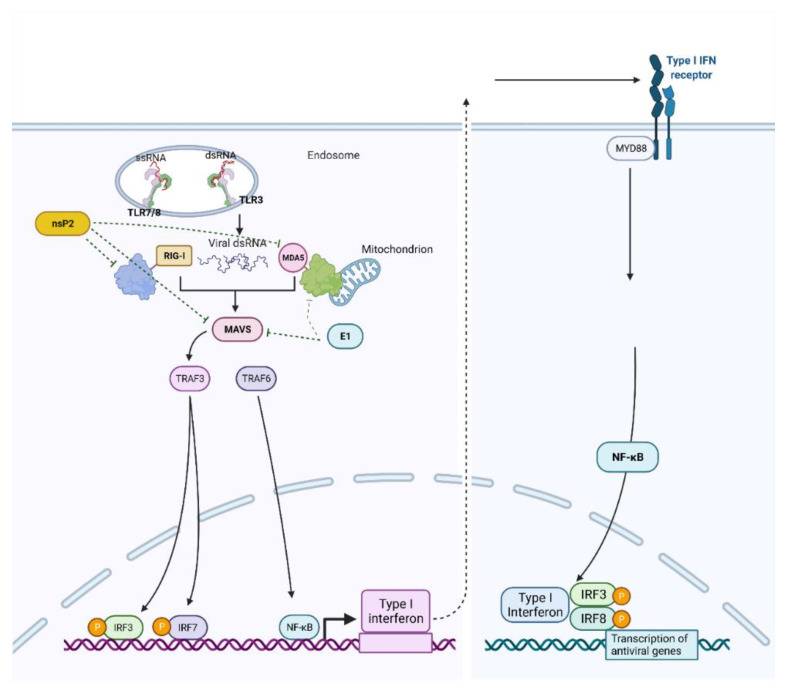 Type I IFN
receptor
MYD88
ssRNA
dsRNA
Endosome
TLR7/8
TLR3
nsP2
Viral dsRNA
RIG-I
MDA5
Mitochondrion
MAVS
E1
TRAF3
TRAF6
NF-κB
Type I
interferon
P
IRF3
P
IRF7
NF-κB
Type I
Interferon
IRF3
P
IRF8
P
Transcription of
antiviral genes